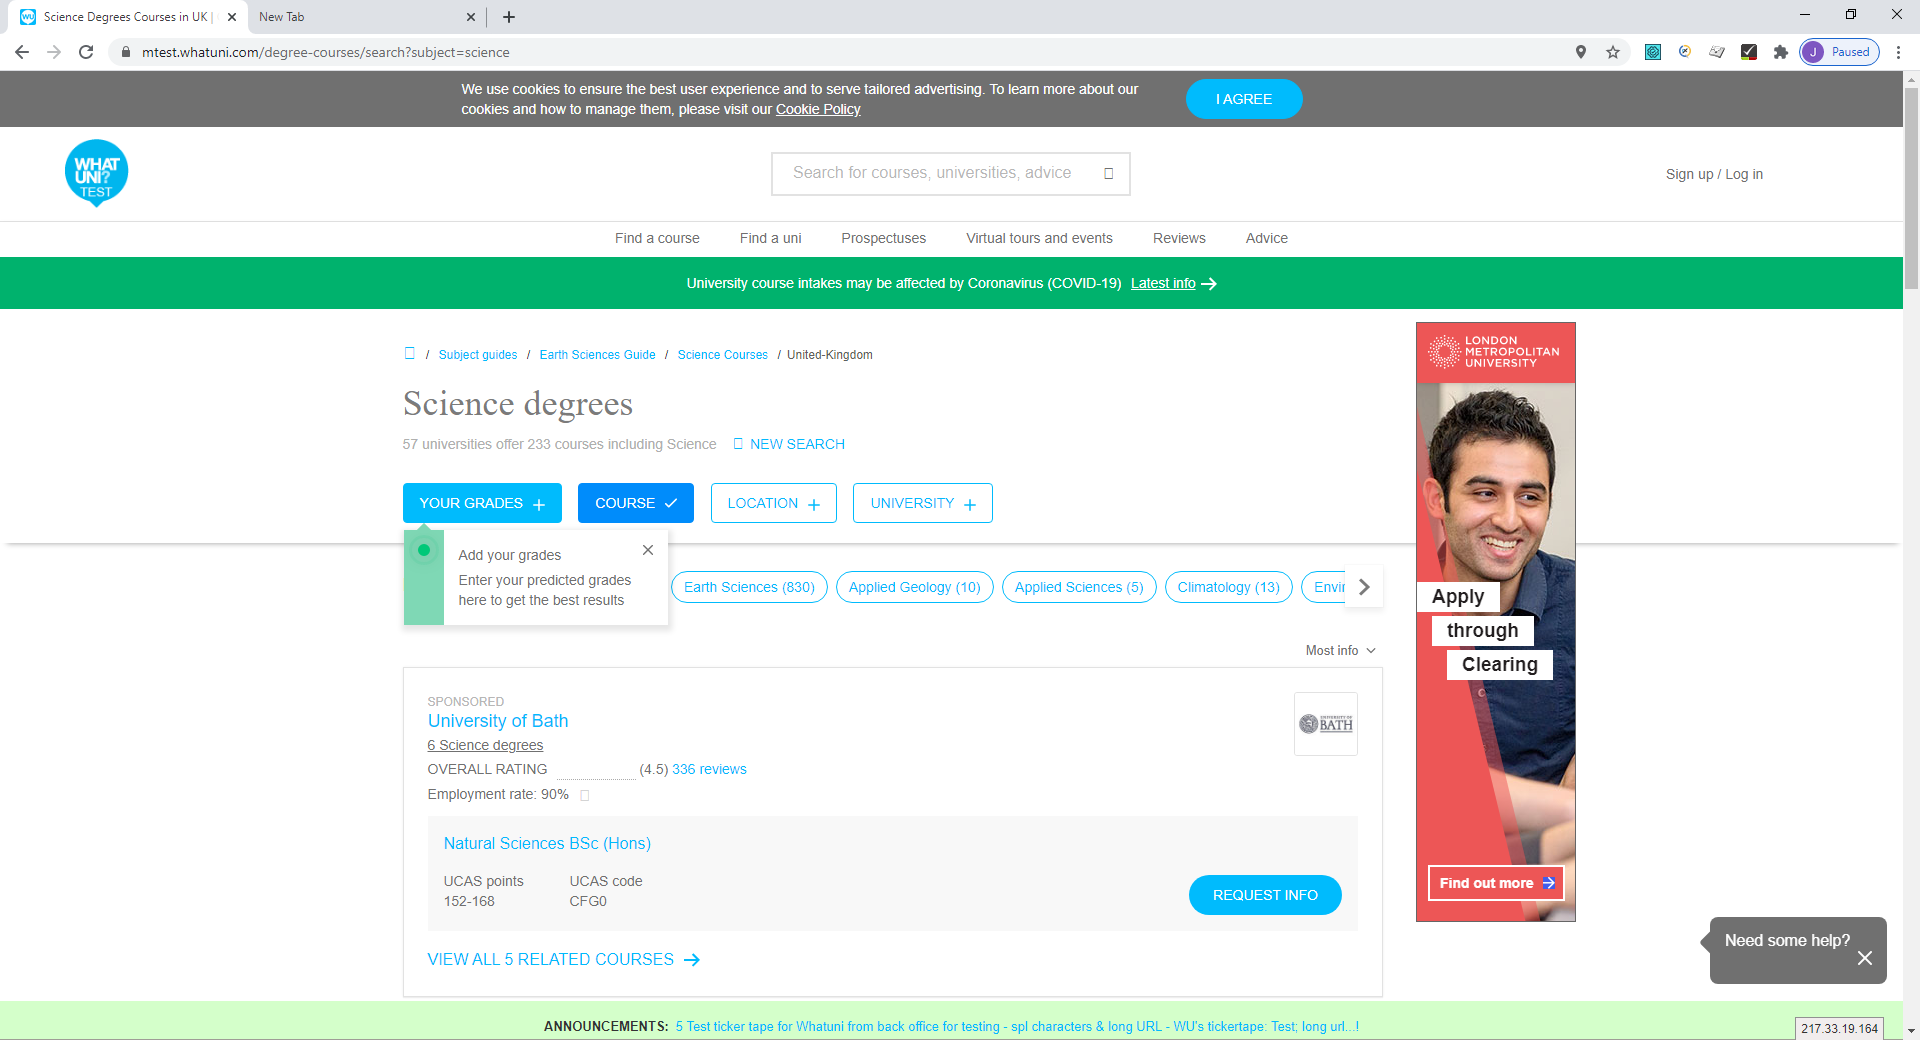 Science Degrees Courses in UK |
New Tab
mtest.whatuni.com/degree-courses/search?subject=science
J Paused
We use cookies to ensure the best user experience and to serve tailored advertising. To learn more about our
cookies and how to manage them, please visit our Cookie Policy
I AGREE
WHAT
UNI?
TEST
Search for courses, universities, advice
Sign up / Log in
Find a course Find a uni Prospectuses Virtual tours and events Reviews Advice
University course intakes may be affected by Coronavirus (COVID-19) Latest info
/ Subject guides / Earth Sciences Guide / Science Courses / United-Kingdom
Science degrees
57 universities offer 233 courses including Science NEW SEARCH
YOUR GRADES + COURSE LOCATION + UNIVERSITY +
Add your grades
Enter your predicted grades
here to get the best results
Earth Sciences (830) Applied Geology (10) Applied Sciences (5) Climatology (13) Envir
Most info
SPONSORED
University of Bath
6 Science degrees
OVERALL RATING (4.5) 336 reviews
Employment rate: 90%
UNIVERSITY OF
BATH
Natural Sciences BSc (Hons)
UCAS points UCAS code
152-168 CFG0
REQUEST INFO
VIEW ALL 5 RELATED COURSES
LONDON
METROPOLITAN
UNIVERSITY
Apply
through
Clearing
Find out more
Need some help?
ANNOUNCEMENTS: 5 Test ticker tape for Whatuni from back office for testing - spl characters & long URL - WU's tickertape: Test; long url...!
217.33.19.164